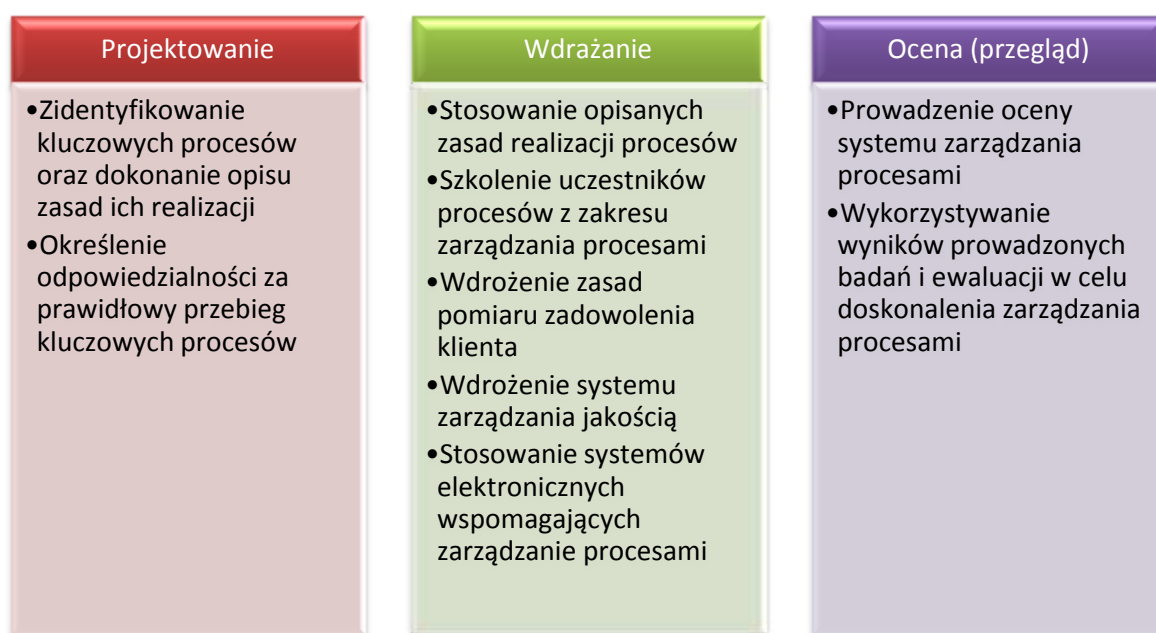 Projektowanie
•Zidentyfikowanie
kluczowych procesów
oraz dokonanie opisu
zasad ich realizacji
•Określenie
odpowiedzialności za
prawidłowy przebieg
kluczowych procesów
Wdrażanie
•Stosowanie opisanych
zasad realizacji procesów
•Szkolenie uczestników
procesów z zakresu
zarządzania procesami
•Wdrożenie zasad
pomiaru zadowolenia
klienta
•Wdrożenie systemu
zarządzania jakością
•Stosowanie systemów
elektronicznych
wspomagających
zarządzanie procesami
Ocena (przegląd)
•Prowadzenie oceny
systemu zarządzania
procesami
•Wykorzystywanie
wyników prowadzonych
badań i ewaluacji w celu
doskonalenia zarządzania
procesami